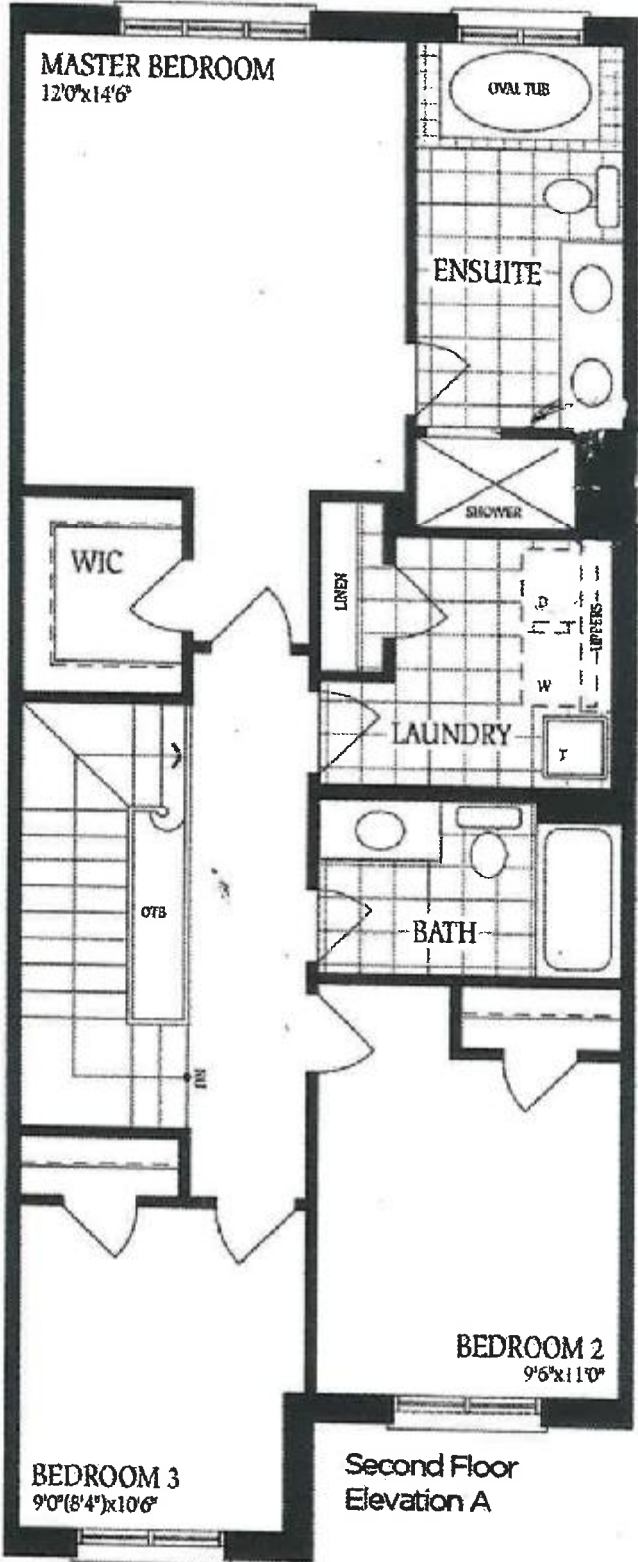 MASTER BEDROOM
12'0"x14'6"
OVAL TUB
ENSUITE
SHOWER
WIC
LINEN
D
UPPERS
W
LAUNDRY
T
OTB
BATH
DN
BEDROOM 2
9'6"x11'0"
BEDROOM 3
9'0"(8'4")x10'6"
Second Floor
Elevation A